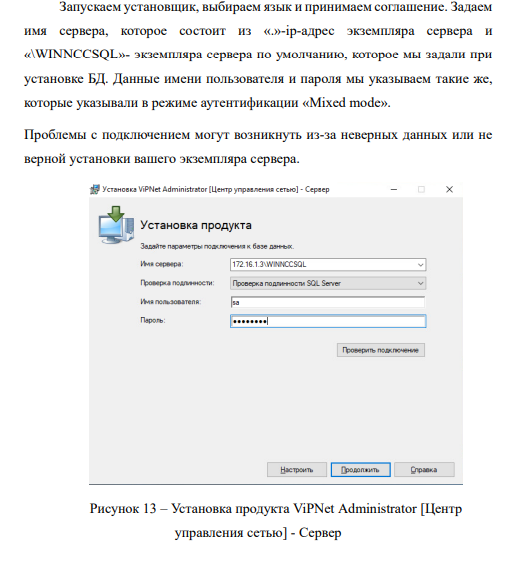 Запускаем установщик, выбираем язык и принимаем соглашение. Задаем
имя сервера, которое состоит из «.»-ip-адрес экземпляра сервера и
«\WINNCCSQL»- экземпляра сервера по умолчанию, которое мы задали при
установке БД. Данные имени пользователя и пароля мы указываем такие же,
которые указывали в режиме аутентификации «Mixed mode».
Проблемы с подключением могут возникнуть из-за неверных данных или не
верной установки вашего экземпляра сервера.
Установка ViPNet Administrator [Центр управления сетью] - Сервер
Установка продукта
Задайте параметры подключения к базе данных.
Имя сервера: 172.16.1.3\WINNCCSQL
Проверка подлинности: Проверка подлинности SQL Server
Имя пользователя: sa
Пароль: ●●●●●●●●
Проверить подключение
Настроить Продолжить Справка
Рисунок 13 – Установка продукта ViPNet Administrator [Центр
управления сетью] - Сервер